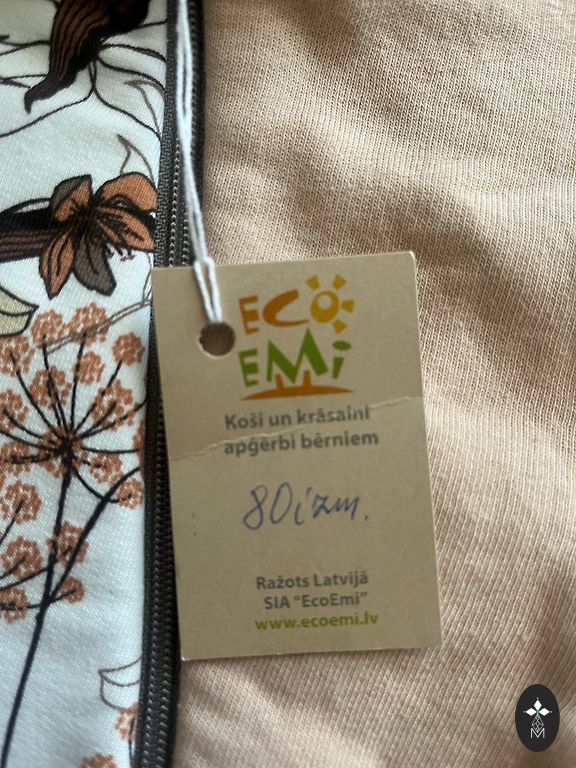 ECO
EMi
Koši un krāsaini
apģērbi bērniem
80 izm.
Ražots Latvijā
SIA "EcoEmi"
www.ecoemi.lv
M